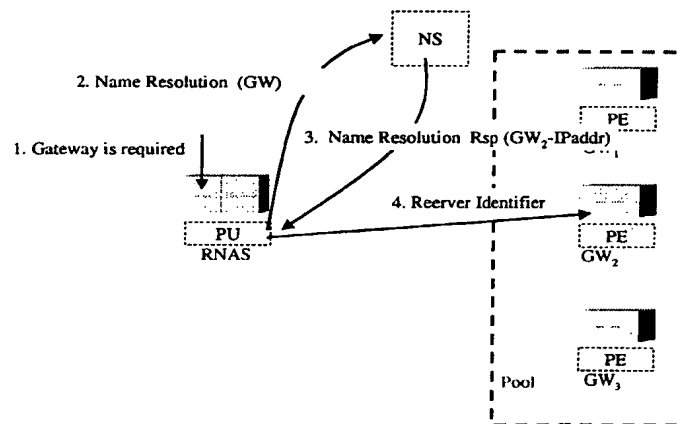 NS
2. Name Resolution (GW)
PE
GW₁
3. Name Resolution Rsp (GW₂-IPaddr)
1. Gateway is required
4. Reerver Identifier
PU
RNAS
PE
GW₂
PE
GW₃
Pool